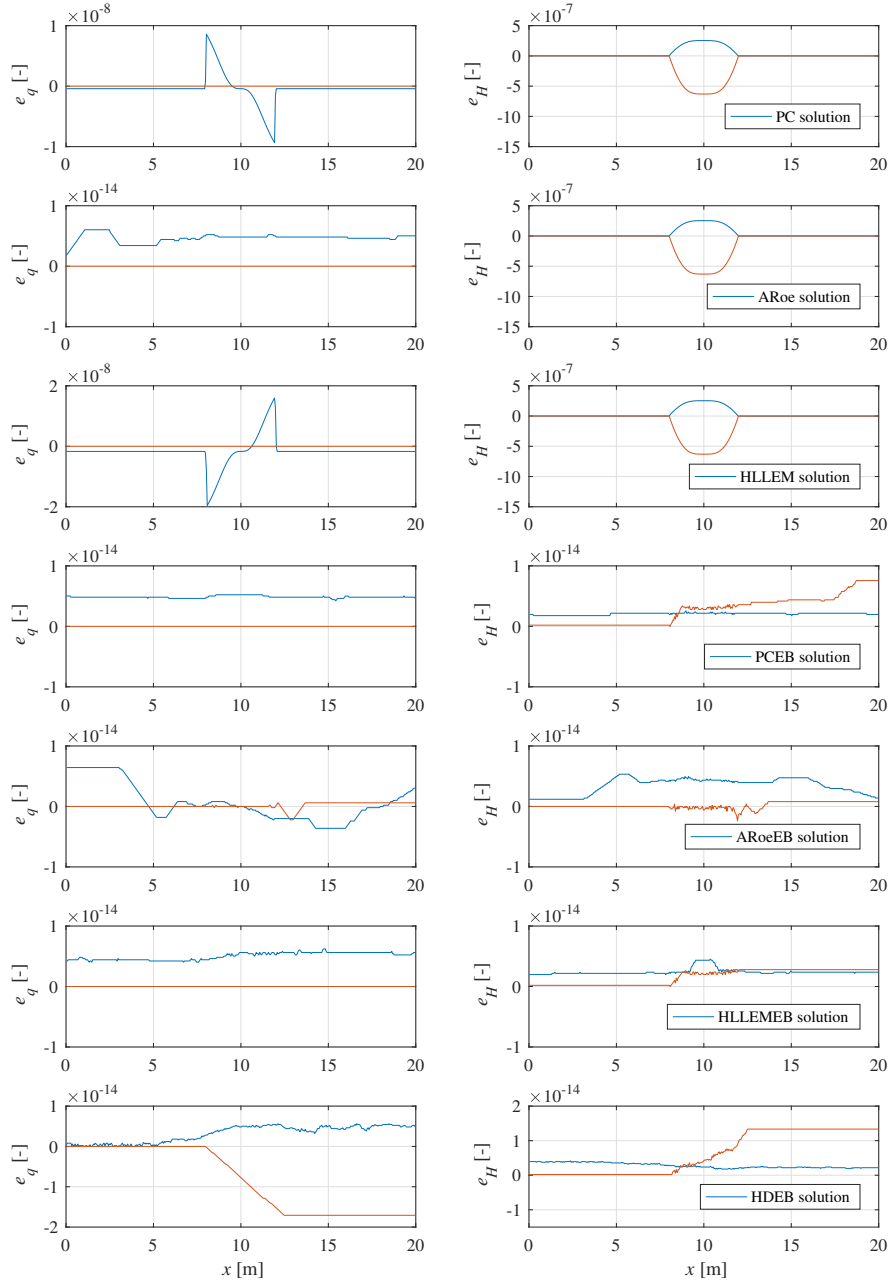 ×10^-8
1
0
-1
e_q [-]
0 5 10 15 20
×10^-7
5
0
-5
-10
-15
e_H [-]
PC solution
0 5 10 15 20
×10^-14
1
0
-1
e_q [-]
0 5 10 15 20
×10^-7
5
0
-5
-10
-15
e_H [-]
ARoe solution
0 5 10 15 20
×10^-8
2
0
-2
e_q [-]
0 5 10 15 20
×10^-7
5
0
-5
-10
-15
e_H [-]
HLLEM solution
0 5 10 15 20
×10^-14
1
0
-1
e_q [-]
0 5 10 15 20
×10^-14
1
0
-1
e_H [-]
PCEB solution
0 5 10 15 20
×10^-14
1
0
-1
e_q [-]
0 5 10 15 20
×10^-14
1
0
-1
e_H [-]
ARoeEB solution
0 5 10 15 20
×10^-14
1
0
-1
e_q [-]
0 5 10 15 20
×10^-14
1
0
-1
e_H [-]
HLLEMEB solution
0 5 10 15 20
×10^-14
1
0
-1
-2
e_q [-]
0 5 10 15 20
x [m]
×10^-14
2
1
0
-1
e_H [-]
HDEB solution
0 5 10 15 20
x [m]